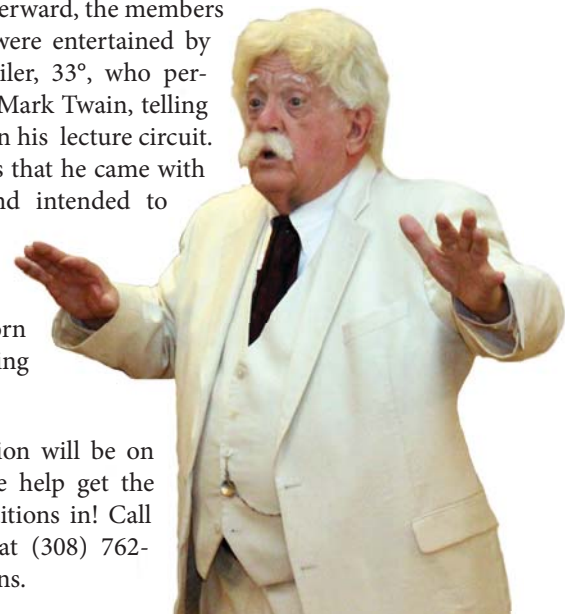 erward, the members
were entertained by
iler, 33°, who per-
Mark Twain, telling
n his lecture circuit.
s that he came with
nd intended to
orn
ing
ion will be on
e help get the
itions in! Call
at (308) 762-
ns.